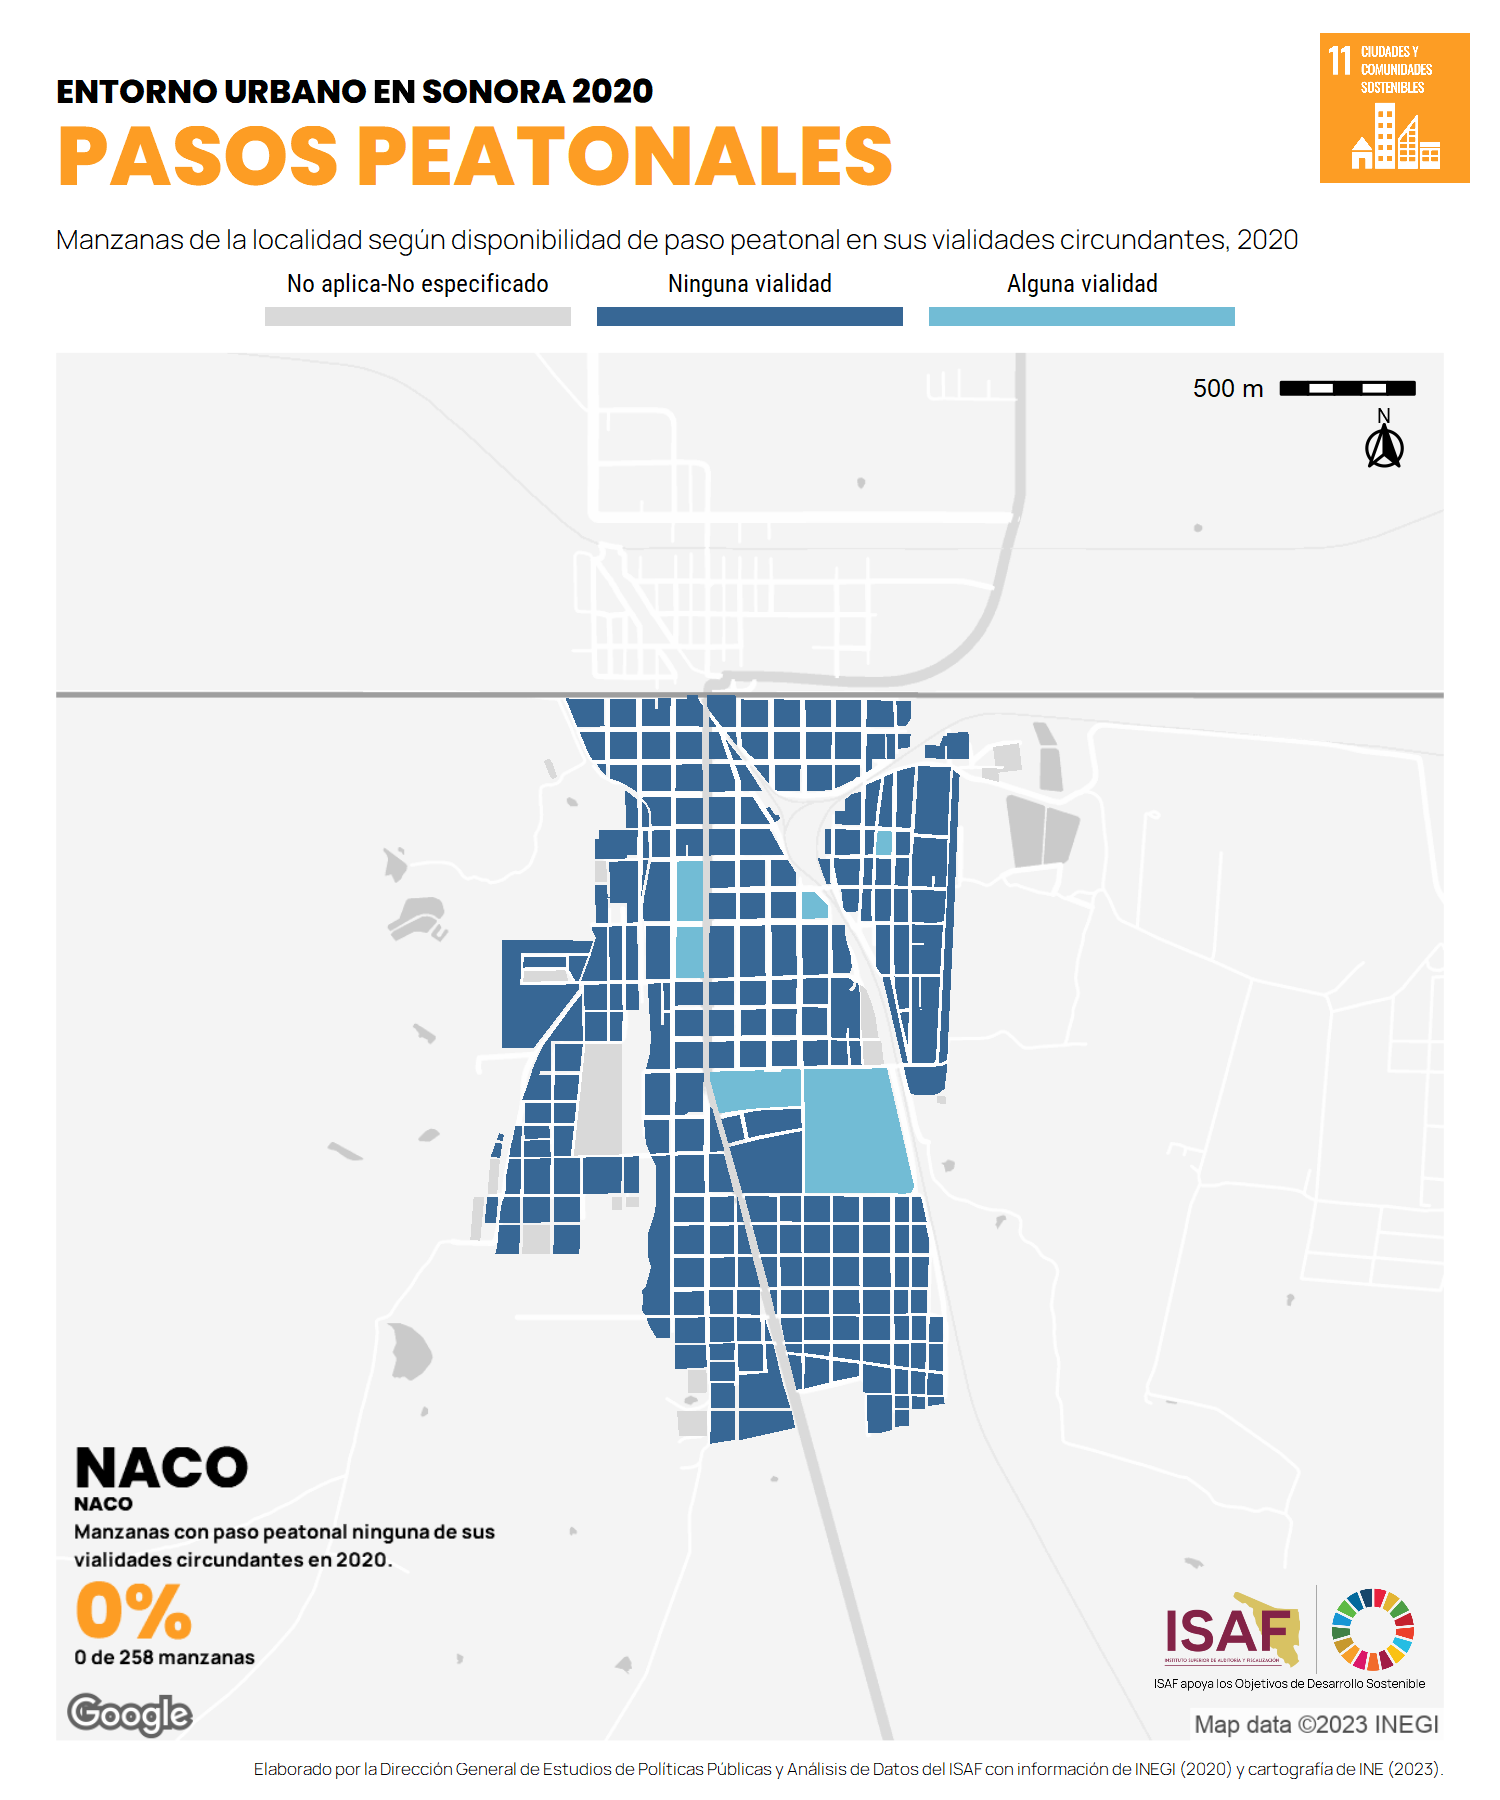 11 CIUDADES Y
COMUNIDADES
SOSTENIBLES
ENTORNO URBANO EN SONORA 2020
PASOS PEATONALES
Manzanas de la localidad según disponibilidad de paso peatonal en sus vialidades circundantes, 2020
No aplica-No especificado Ninguna vialidad Alguna vialidad
500 m
N
NACO
NACO
Manzanas con paso peatonal ninguna de sus
vialidades circundantes en 2020.
0%
0 de 258 manzanas
ISAF
INSTITUTO SUPERIOR DE AUDITORÍA Y FISCALIZACIÓN
ISAF apoya los Objetivos de Desarrollo Sostenible
Google
Map data ©2023 INEGI
Elaborado por la Dirección General de Estudios de Políticas Públicas y Análisis de Datos del ISAF con información de INEGI (2020) y cartografía de INE (2023).